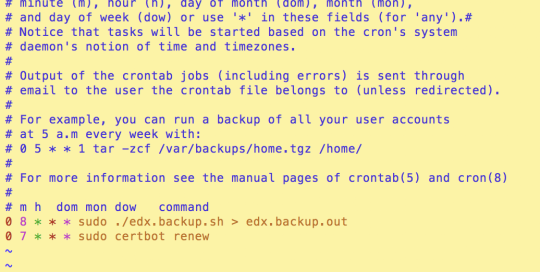 # minute (m), hour (h), day of month (dom), month (mon),
# and day of week (dow) or use '*' in these fields (for 'any').#
# Notice that tasks will be started based on the cron's system
# daemon's notion of time and timezones.
#
# Output of the crontab jobs (including errors) is sent through
# email to the user the crontab file belongs to (unless redirected).
#
# For example, you can run a backup of all your user accounts
# at 5 a.m every week with:
# 0 5 * * 1 tar -zcf /var/backups/home.tgz /home/
#
# For more information see the manual pages of crontab(5) and cron(8)
#
# m h  dom mon dow   command
0 8 * * * sudo ./edx.backup.sh > edx.backup.out
0 7 * * * sudo certbot renew
~
~